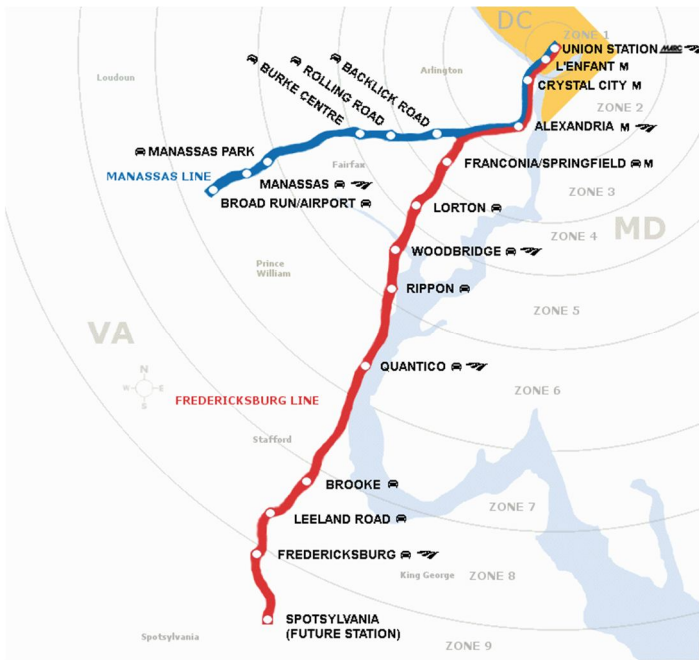 DC
ZONE 1
UNION STATION MARC
L'ENFANT M
CRYSTAL CITY M
ZONE 2
ALEXANDRIA M
BACKLICK ROAD
ROLLING ROAD
BURKE CENTRE
Loudoun
Arlington
MANASSAS PARK
Fairfax
FRANCONIA/SPRINGFIELD M
MANASSAS LINE
MANASSAS
BROAD RUN/AIRPORT
ZONE 3
LORTON
ZONE 4
MD
WOODBRIDGE
Prince
William
RIPPON
ZONE 5
VA
QUANTICO
N
W E
S
ZONE 6
FREDERICKSBURG LINE
Stafford
BROOKE
ZONE 7
LEELAND ROAD
FREDERICKSBURG
King George
ZONE 8
SPOTSYLVANIA
(FUTURE STATION)
Spotsylvania
ZONE 9